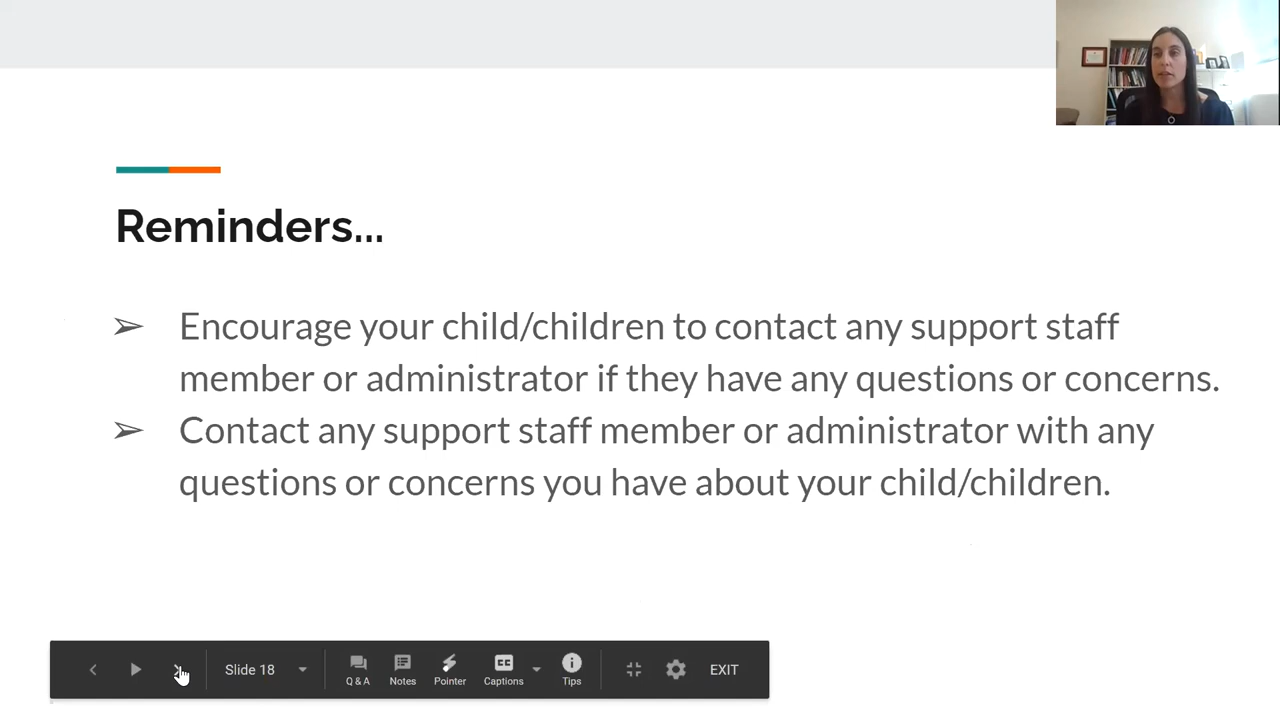 Reminders...
➢ Encourage your child/children to contact any support staff
member or administrator if they have any questions or concerns.
➢ Contact any support staff member or administrator with any
questions or concerns you have about your child/children.
Slide 18
Q & A
Notes
Pointer
CC
Captions
Tips
EXIT